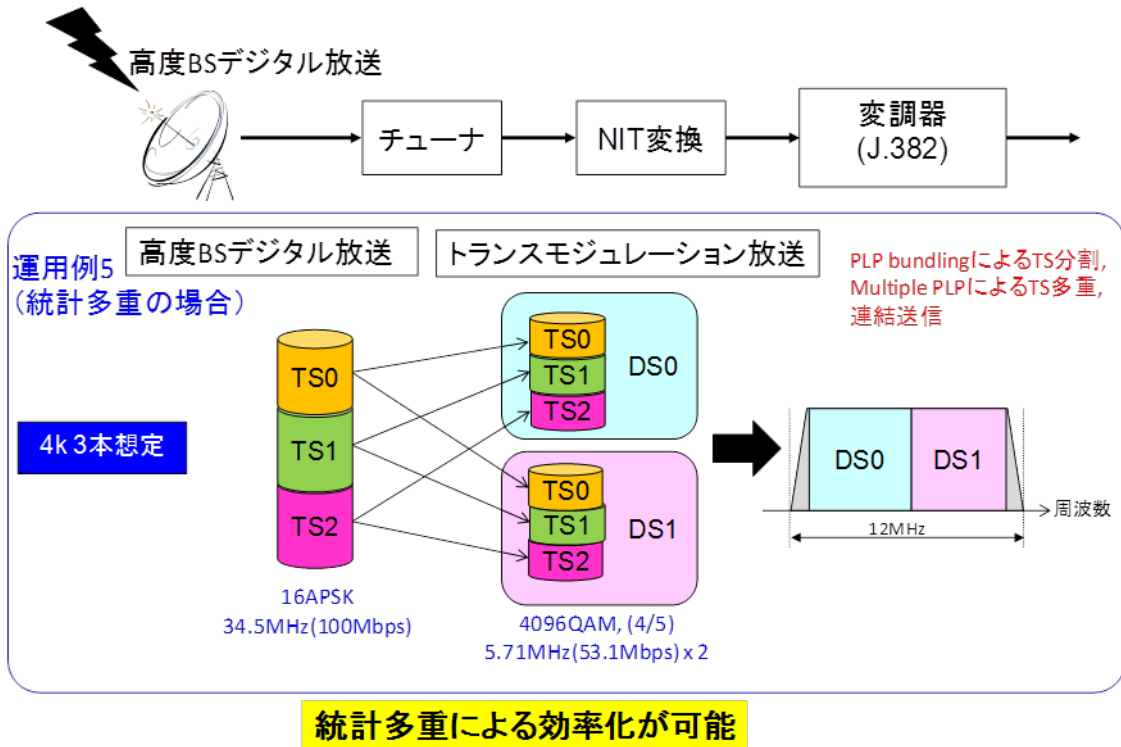 高度BSデジタル放送
チューナ
NIT変換
変調器
(J.382)
高度BSデジタル放送
トランスモジュレーション放送
運用例5
(統計多重の場合)
PLP bundlingによるTS分割,
Multiple PLPによるTS多重,
連結送信
4k 3本想定
TS0
TS1
TS2
TS0
TS1
TS2
DS0
TS0
TS1
TS2
DS1
DS0
DS1
周波数
12MHz
16APSK
34.5MHz(100Mbps)
4096QAM, (4/5)
5.71MHz(53.1Mbps) x 2
統計多重による効率化が可能